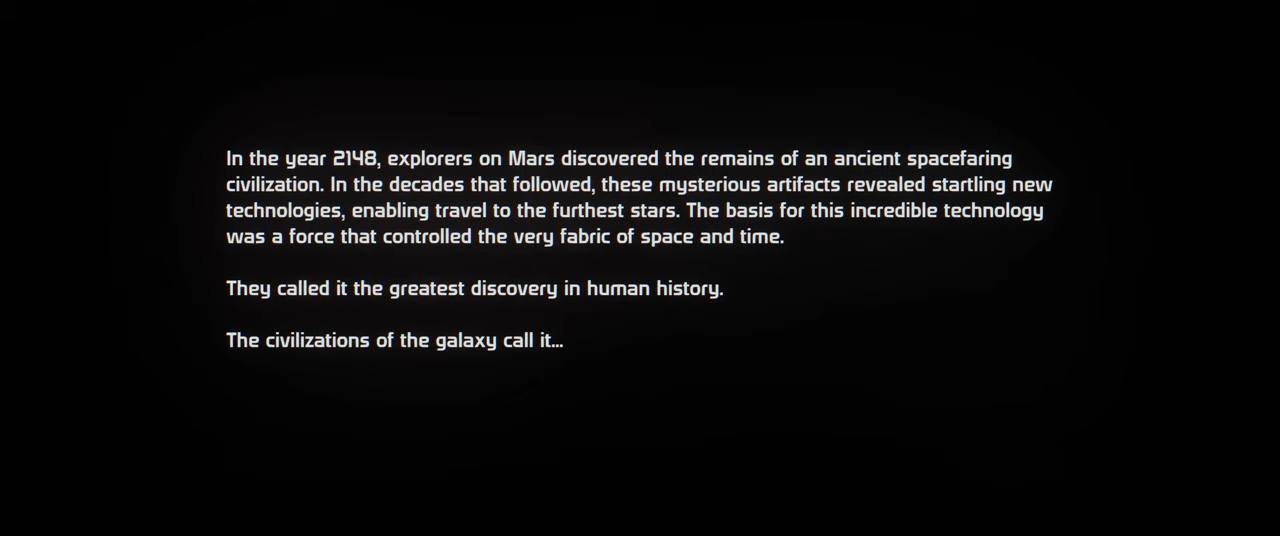 In the year 2148, explorers on Mars discovered the remains of an ancient spacefaring
civilization. In the decades that followed, these mysterious artifacts revealed startling new
technologies, enabling travel to the furthest stars. The basis for this incredible technology
was a force that controlled the very fabric of space and time.
They called it the greatest discovery in human history.
The civilizations of the galaxy call it...